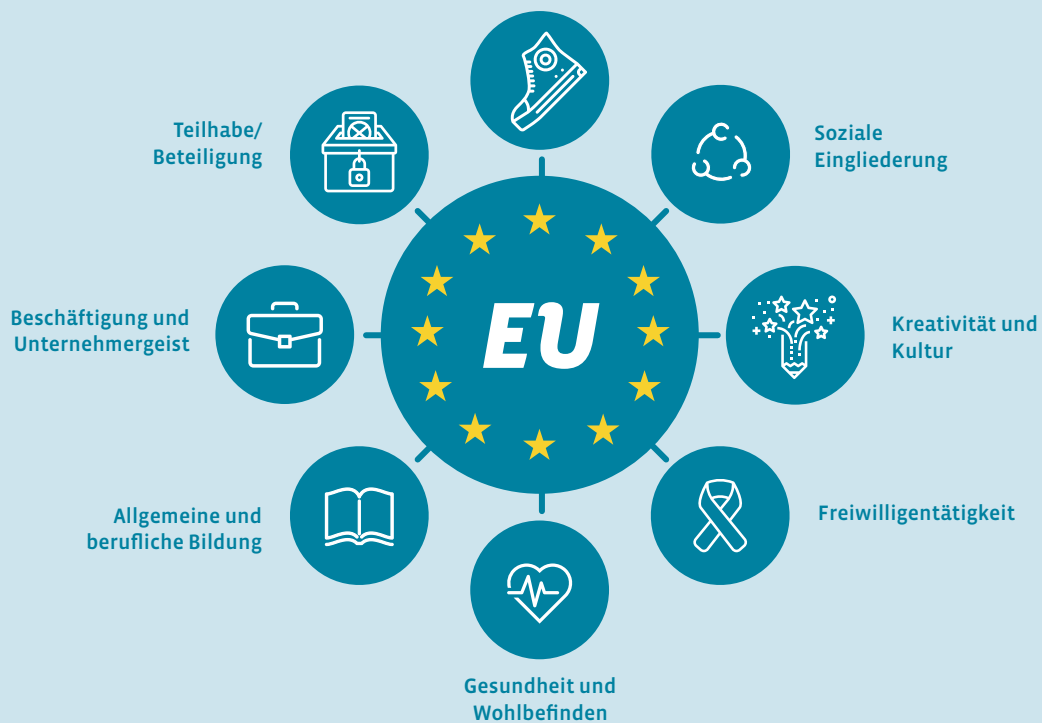 Teilhabe/
Beteiligung
Soziale
Eingliederung
Beschäftigung und
Unternehmergeist
EU
Kreativität und
Kultur
Allgemeine und
berufliche Bildung
Freiwilligentätigkeit
Gesundheit und
Wohlbefinden